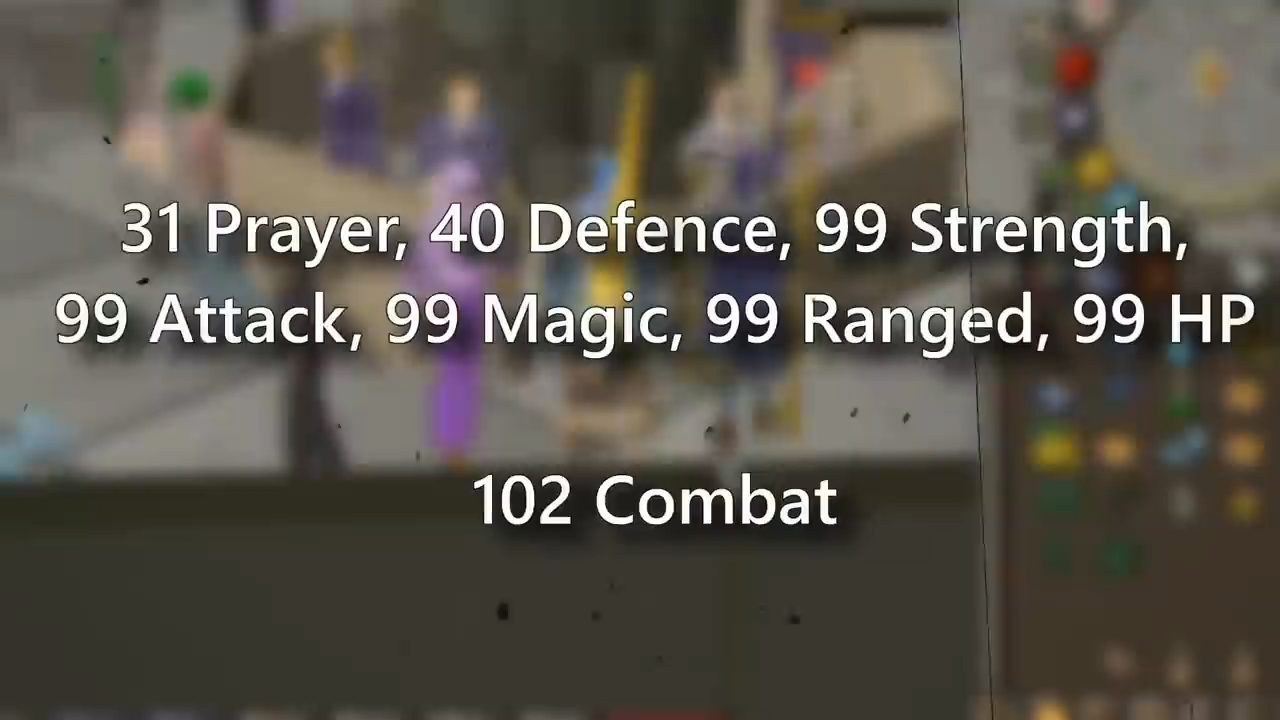 31 Prayer, 40 Defence, 99 Strength,
99 Attack, 99 Magic, 99 Ranged, 99 HP
102 Combat